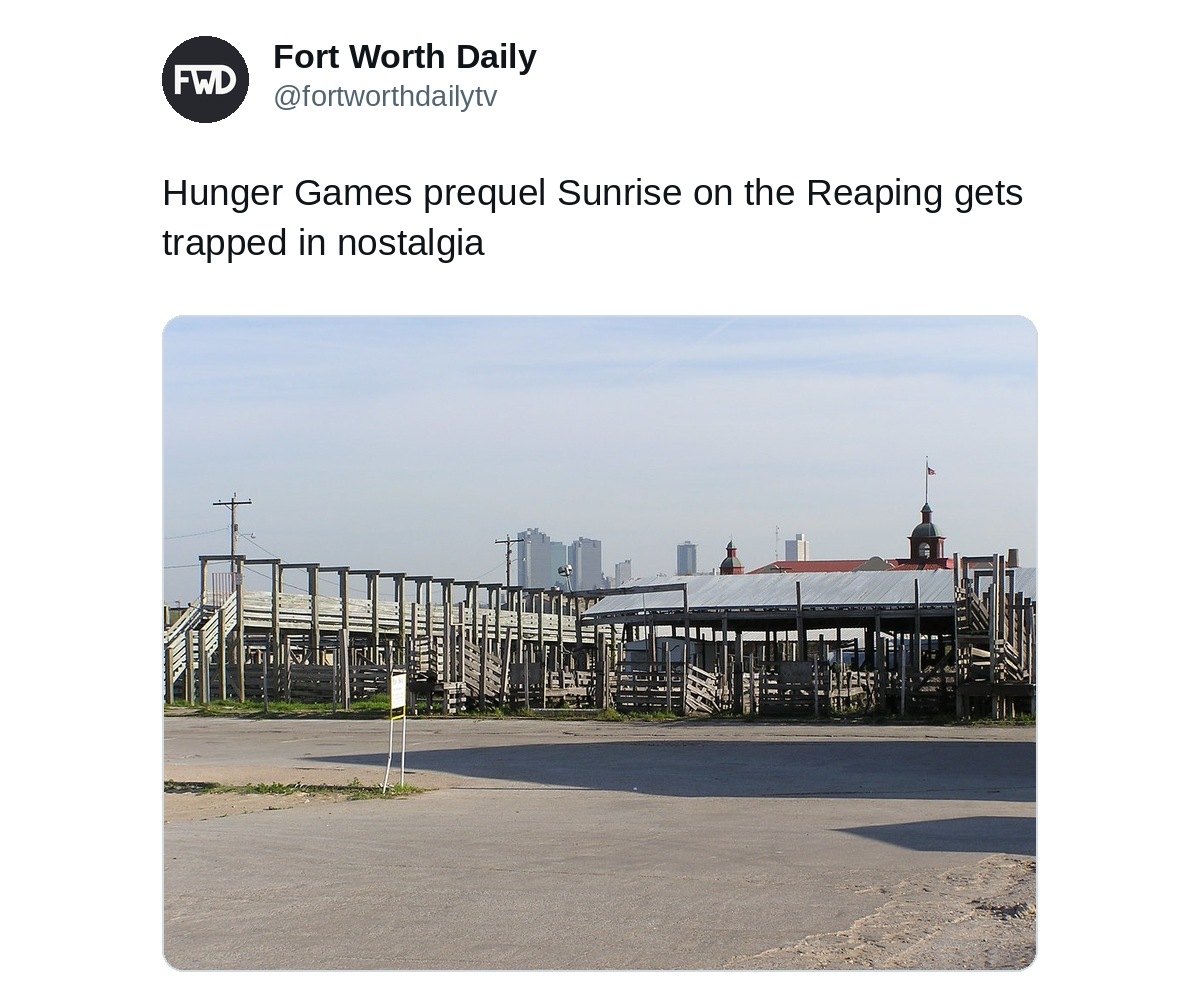 FWD
Fort Worth Daily
@fortworthdailytv
Hunger Games prequel Sunrise on the Reaping gets
trapped in nostalgia